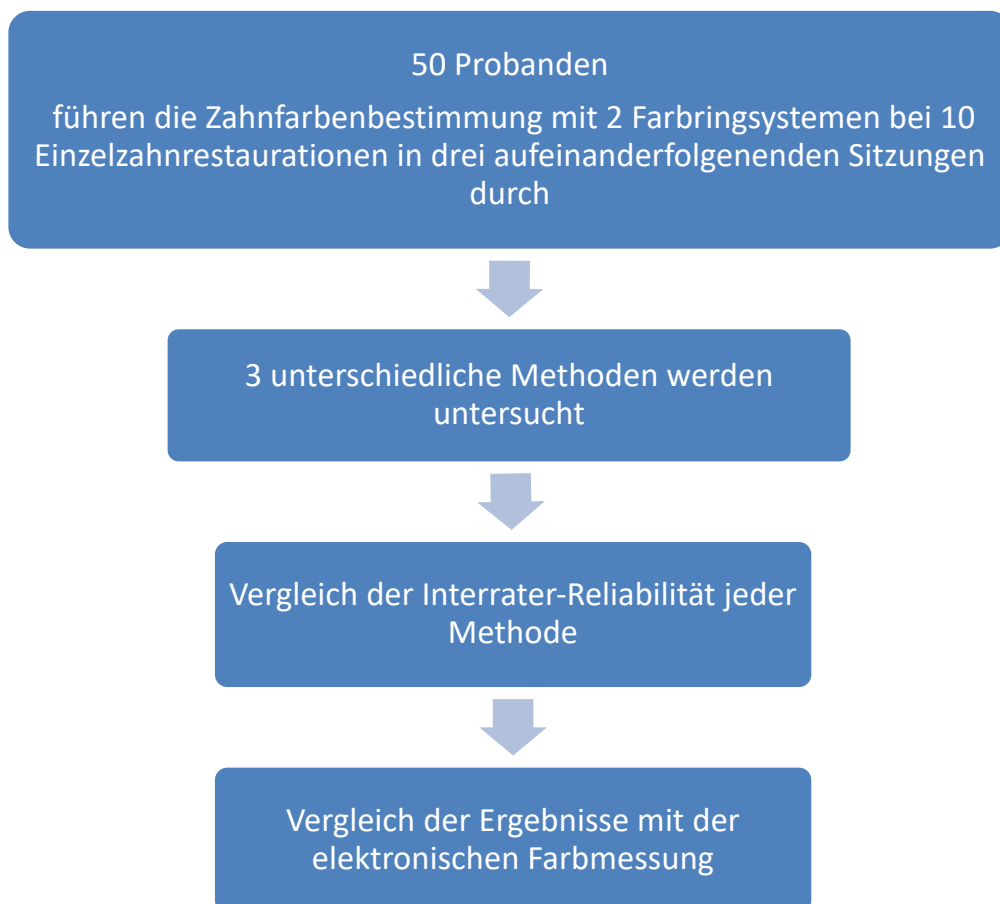 50 Probanden
führen die Zahnfarbenbestimmung mit 2 Farbringsystemen bei 10
Einzelzahnrestaurationen in drei aufeinanderfolgenenden Sitzungen
durch
3 unterschiedliche Methoden werden
untersucht
Vergleich der Interrater-Reliabilität jeder
Methode
Vergleich der Ergebnisse mit der
elektronischen Farbmessung